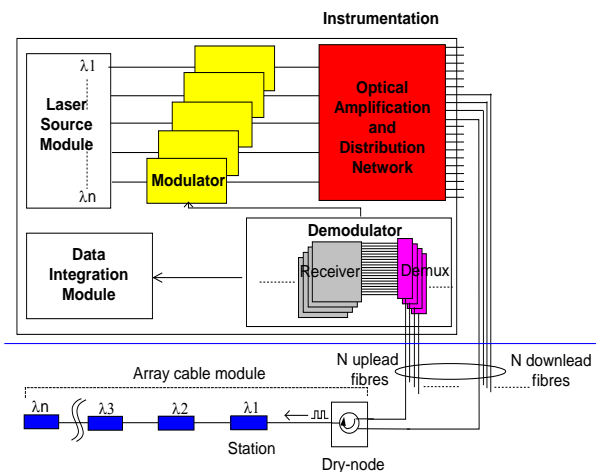 Instrumentation
λ1
Laser
Source
Module
λn
Modulator
Optical
Amplification
and
Distribution
Network
Demodulator
Receiver
Demux
Data
Integration
Module
N uplead
fibres
N downlead
fibres
Array cable module
λn
λ3
λ2
λ1
Station
Dry-node